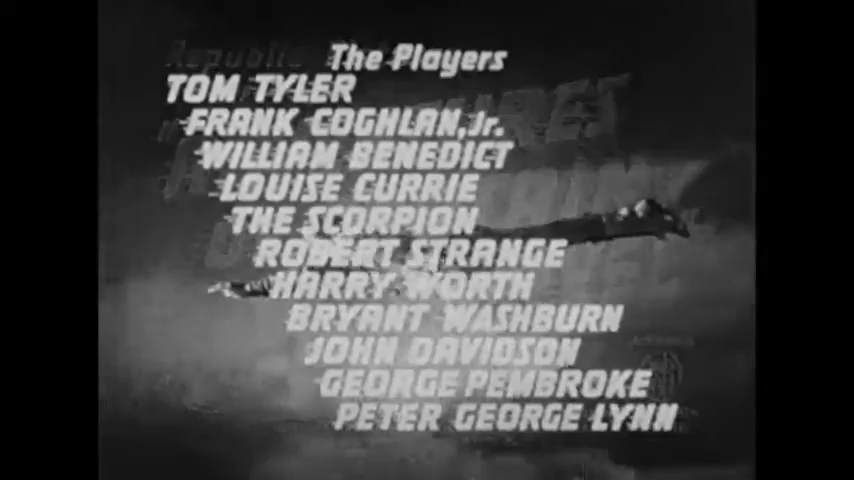 The Players
TOM TYLER
FRANK COGHLAN, Jr.
WILLIAM BENEDICT
LOUISE CURRIE
THE SCORPION
ROBERT STRANGE
HARRY WORTH
BRYANT WASHBURN
JOHN DAVIDSON
GEORGE PEMBROKE
PETER GEORGE LYNN